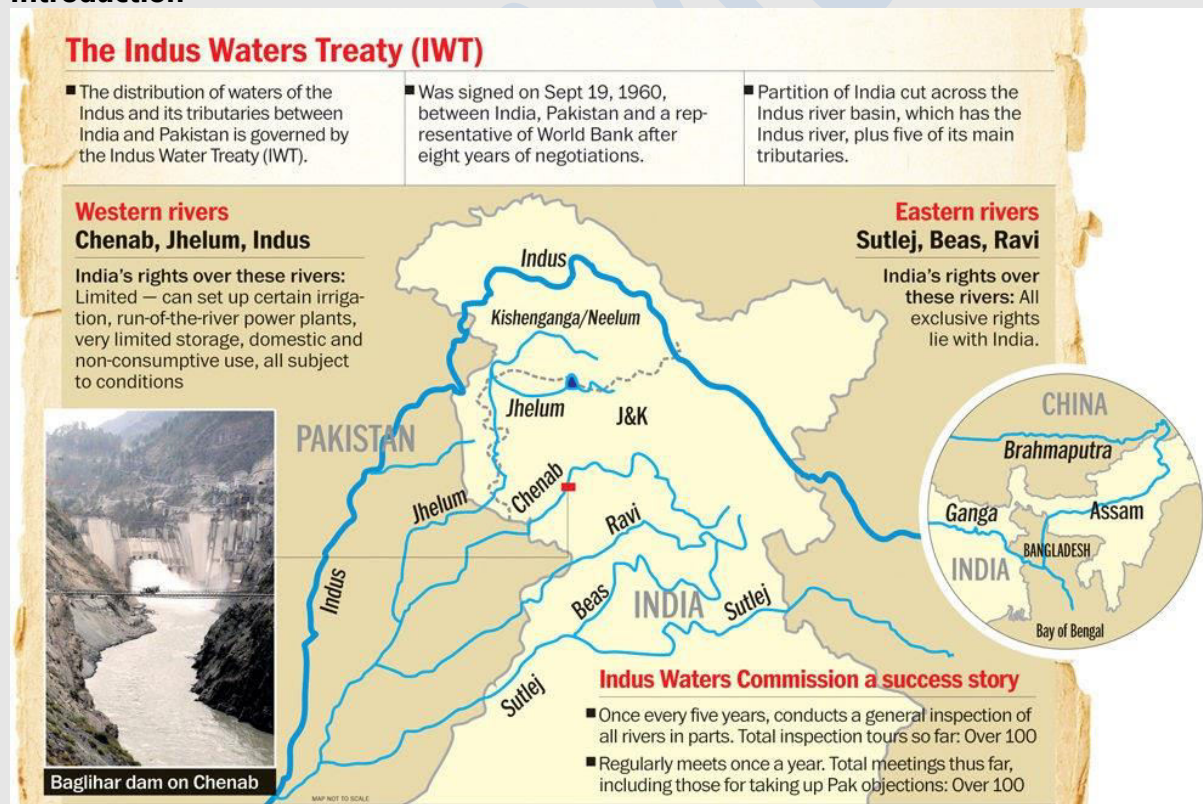 Introduction
The Indus Waters Treaty (IWT)
■ The distribution of waters of the
Indus and its tributaries between
India and Pakistan is governed by
the Indus Water Treaty (IWT).
■ Was signed on Sept 19, 1960,
between India, Pakistan and a rep-
resentative of World Bank after
eight years of negotiations.
■ Partition of India cut across the
Indus river basin, which has the
Indus river, plus five of its main
tributaries.
Western rivers
Chenab, Jhelum, Indus
India's rights over these rivers:
Limited — can set up certain irriga-
tion, run-of-the-river power plants,
very limited storage, domestic and
non-consumptive use, all subject
to conditions
Eastern rivers
Sutlej, Beas, Ravi
India's rights over
these rivers: All
exclusive rights
lie with India.
Indus
Kishenganga/Neelum
Jhelum
J&K
PAKISTAN
Chenab
Jhelum
Ravi
Indus
Beas
INDIA
Sutlej
Sutlej
CHINA
Brahmaputra
Ganga
Assam
BANGLADESH
INDIA
Bay of Bengal
Indus Waters Commission a success story
■ Once every five years, conducts a general inspection of
all rivers in parts. Total inspection tours so far: Over 100
■ Regularly meets once a year. Total meetings thus far,
including those for taking up Pak objections: Over 100
Baglihar dam on Chenab
MAP NOT TO SCALE